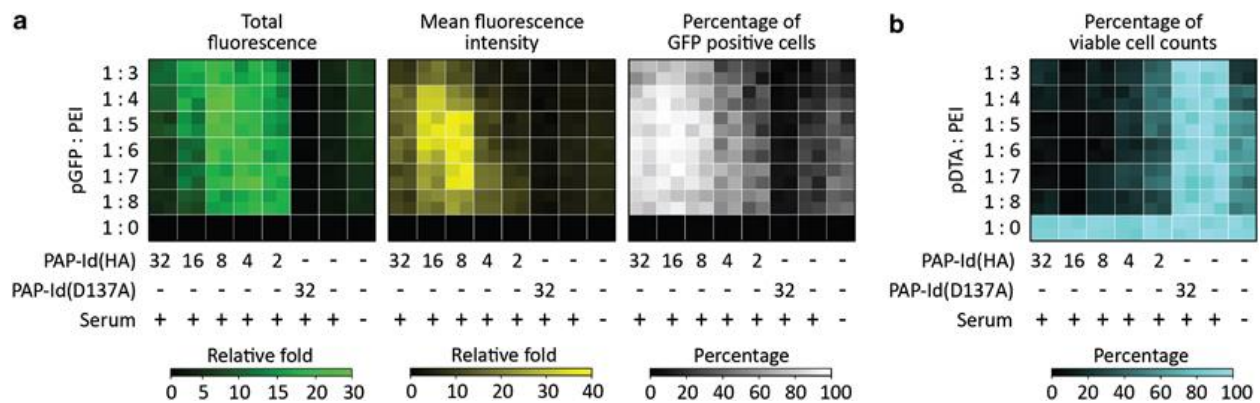 a
Total
fluorescence
Mean fluorescence
intensity
Percentage of
GFP positive cells
pGFP : PEI
1 : 3
1 : 4
1 : 5
1 : 6
1 : 7
1 : 8
1 : 0
PAP-Id(HA) 32 16 8 4 2 - - - 32 16 8 4 2 - - - 32 16 8 4 2 - - -
PAP-Id(D137A) - - - - - 32 - - - - - - - 32 - - - - - - - 32 - -
Serum + + + + + + + - + + + + + + + - + + + + + + + -
Relative fold
0 5 10 15 20 30
Relative fold
0 10 20 30 40
Percentage
0 20 40 60 80 100
b
Percentage of
viable cell counts
pDTA : PEI
1 : 3
1 : 4
1 : 5
1 : 6
1 : 7
1 : 8
1 : 0
PAP-Id(HA) 32 16 8 4 2 - - -
PAP-Id(D137A) - - - - - 32 - -
Serum + + + + + + + -
Percentage
0 20 40 60 80 100